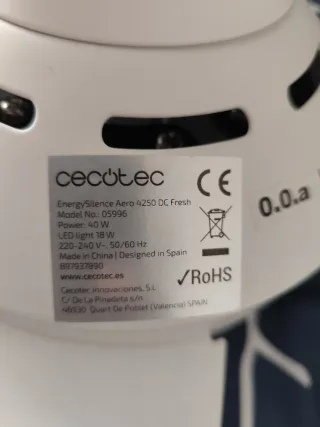 cecotec
CE
EnergySilence Aero 4250 DC Fresh
Model No.: 05996
Power: 40 W
LED light 18 W
220-240 V~, 50/60 Hz
Made in China | Designed in Spain
www.cecotec.es
✓RoHS
Cecotec Innovaciones, S.L.
C/ De La Pinadeta s/n
46930 Quart De Poblet (Valencia) SPAIN
0.0.a